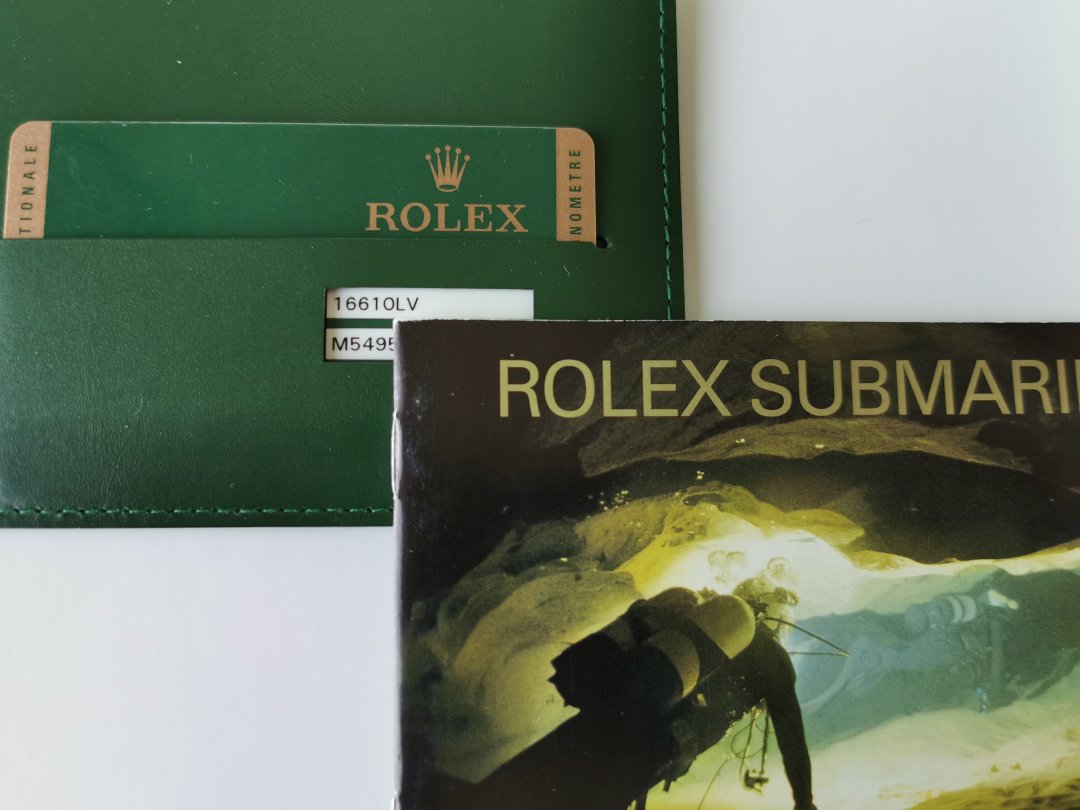 TIONALE
NOMETRE
ROLEX
16610LV
M5495
ROLEX SUBMARI